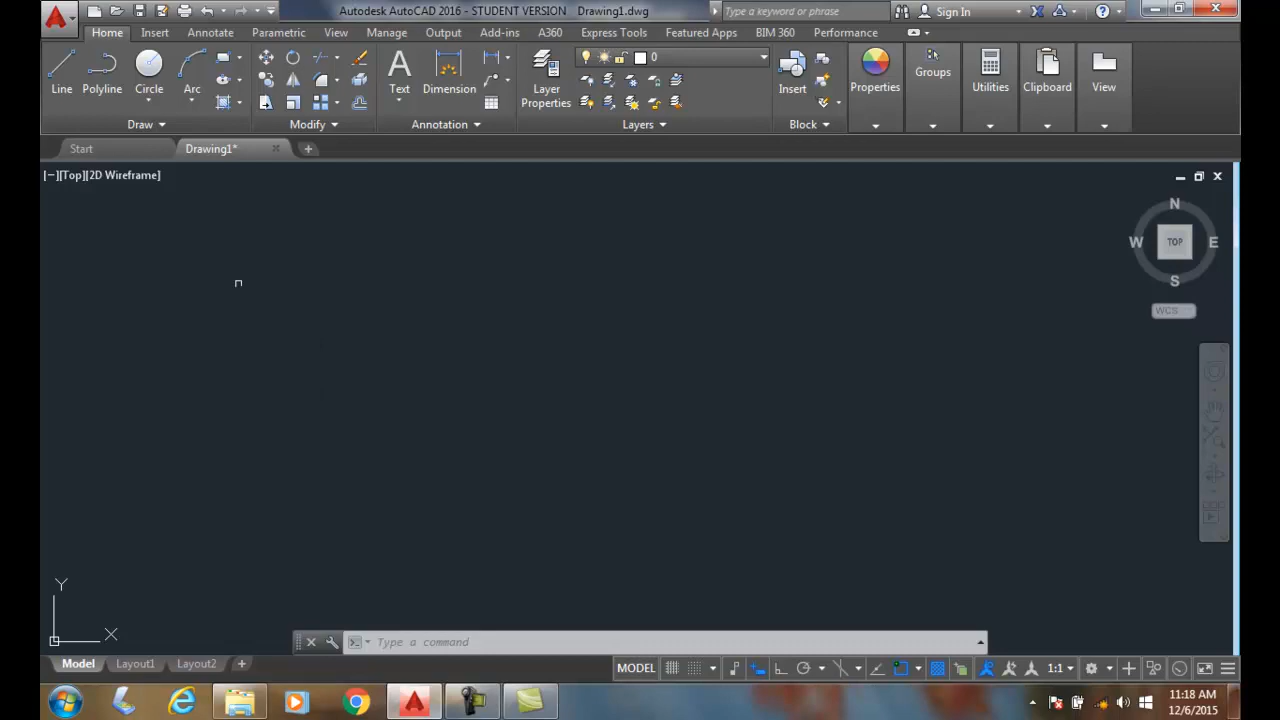 Autodesk AutoCAD 2016 - STUDENT VERSION Drawing1.dwg
Type a keyword or phrase
Sign In
Home Insert Annotate Parametric View Manage Output Add-ins A360 Express Tools Featured Apps BIM 360 Performance
Line Polyline Circle Arc
Text Dimension
Layer Properties
0
Insert
Properties Groups Utilities Clipboard View
Draw Modify Annotation Layers Block
Start Drawing1*
[−][Top][2D Wireframe]
N
W TOP E
S
WCS
Y
X
Type a command
Model Layout1 Layout2
MODEL 1:1
11:18 AM
12/6/2015